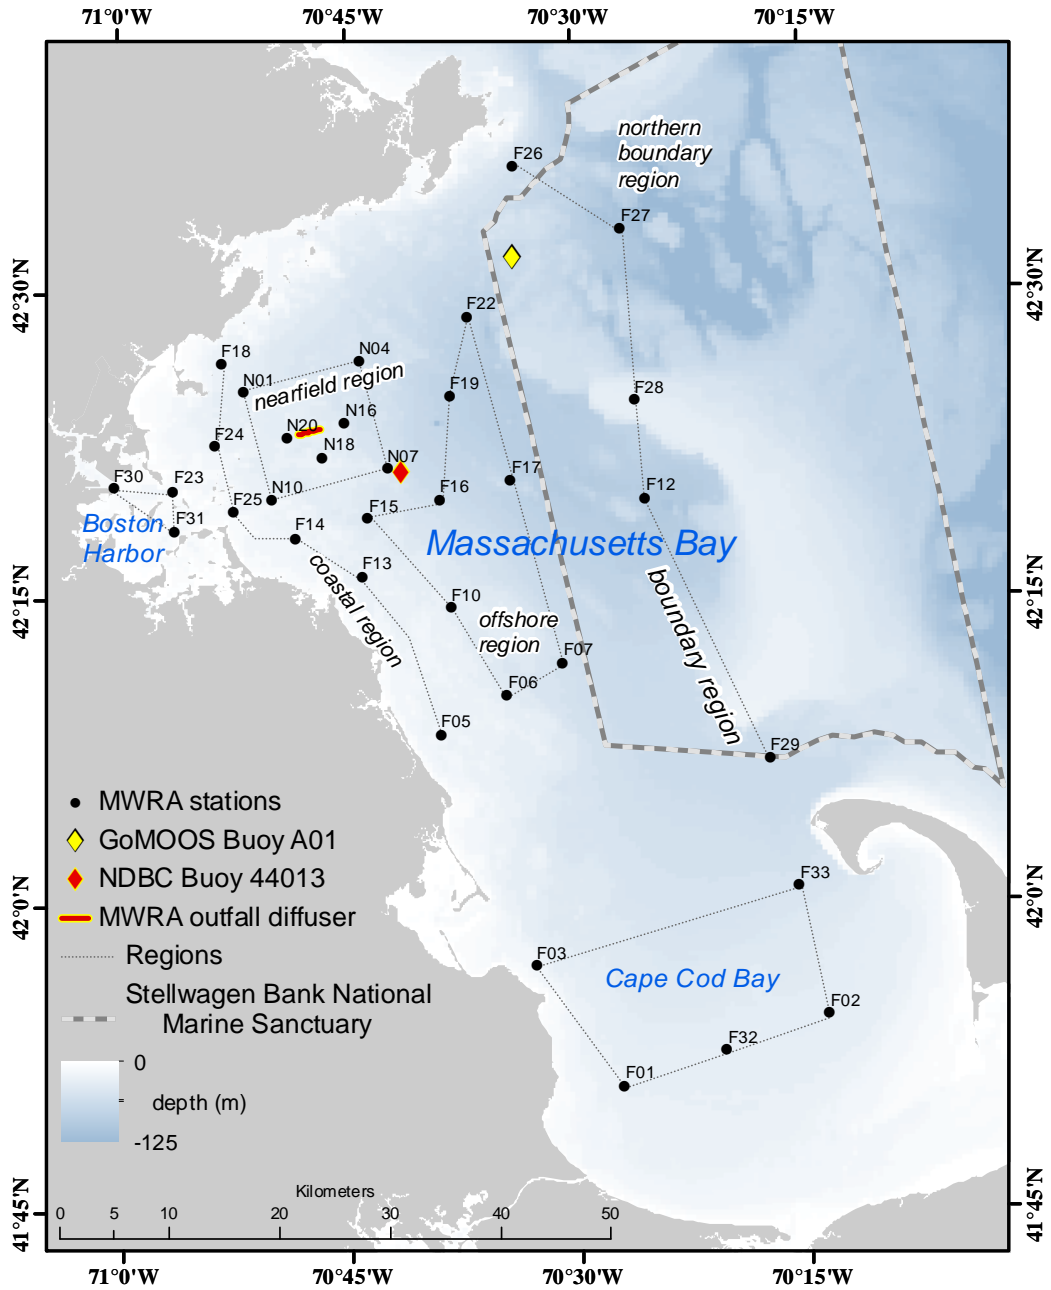 71°0'W
70°45'W
70°30'W
70°15'W
northern
boundary
region
F26
F27
42°30'N
42°30'N
F22
F18
N04
N01
nearfield region
F19
F28
N16
N20
F24
N18
N07
F17
F30
F23
F12
F25
N10
F16
F15
F31
Boston
Harbor
F14
Massachusetts Bay
F13
coastal region
42°15'N
42°15'N
F10
offshore
region
boundary region
F07
F06
F05
F29
MWRA stations
GoMOOS Buoy A01
NDBC Buoy 44013
MWRA outfall diffuser
Regions
Stellwagen Bank National
Marine Sanctuary
F33
42°0'N
42°0'N
F03
Cape Cod Bay
F02
F32
F01
0
depth (m)
-125
Kilometers
0 5 10 20 30 40 50
41°45'N
41°45'N
71°0'W
70°45'W
70°30'W
70°15'W